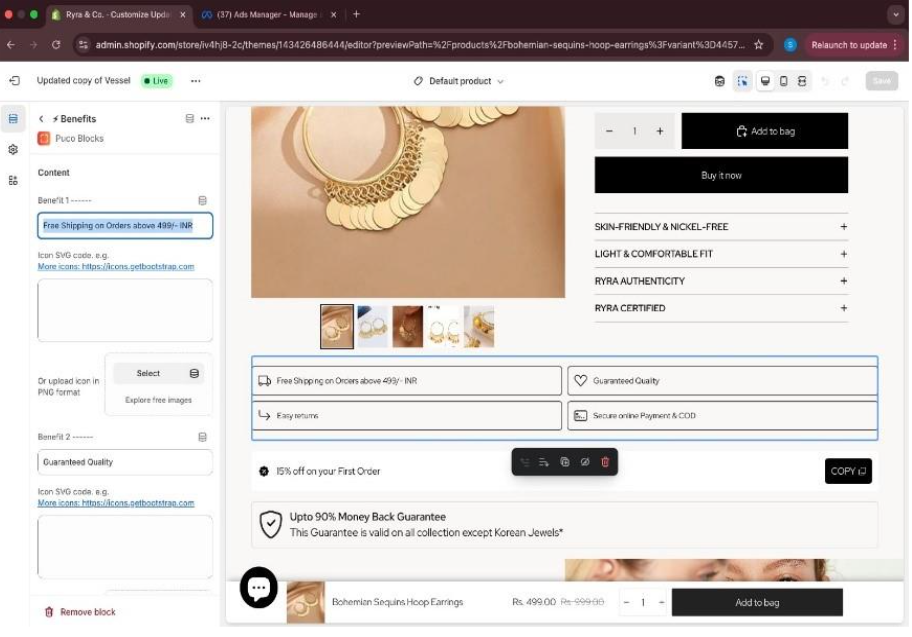 Ryra & Co. · Customize Upda
(37) Ads Manager - Manage
admin.shopify.com/store/iv4hj8-2c/themes/143426486444/editor?previewPath=%2Fproducts%2Fbohemian-sequins-hoop-earrings%3Fvariant%3D4457...
S
Relaunch to update
Updated copy of Vessel
Live
Default product
Save
Benefits
Puco Blocks
Content
Benefit 1 ------
Free Shipping on Orders above 499/- INR
Icon SVG code. e.g.
More icons: https://icons.getbootstrap.com
Or upload icon in
PNG format
Select
Explore free images
Benefit 2 ------
Guaranteed Quality
Icon SVG code. e.g.
More icons: https://icons.getbootstrap.com
Remove block
- 1 +
Add to bag
Buy it now
SKIN-FRIENDLY & NICKEL-FREE +
LIGHT & COMFORTABLE FIT +
RYRA AUTHENTICITY +
RYRA CERTIFIED +
Free Shipping on Orders above 499/- INR
Guaranteed Quality
Easy returns
Secure online Payment & COD
15% off on your First Order
COPY
Upto 90% Money Back Guarantee
This Guarantee is valid on all collection except Korean Jewels*
Bohemian Sequins Hoop Earrings
Rs. 499.00 Rs. 999.00
- 1 +
Add to bag